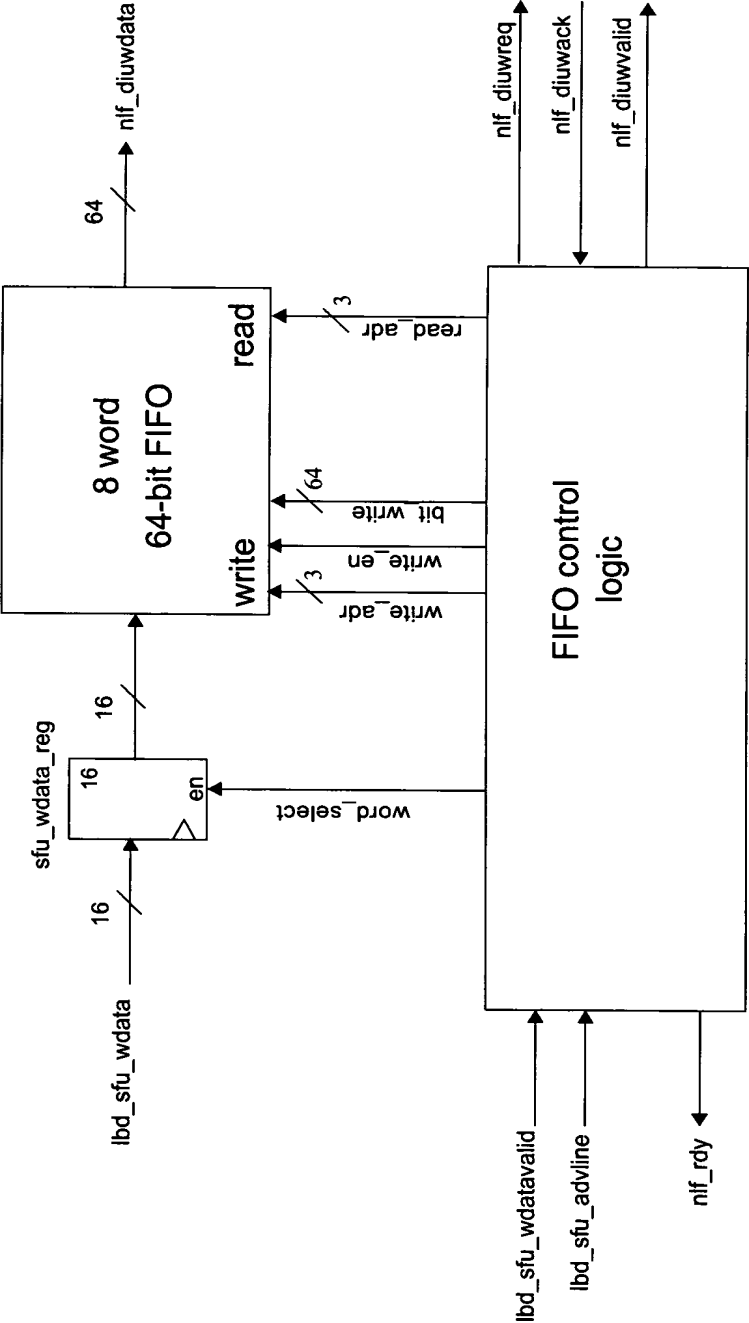 lbd_sfu_wdata
16
sfu_wdata_reg
16
en
16
8 word
64-bit FIFO
write
read
64
nlf_diuwdata
word_select
write_adr
3
write_en
bit_write
64
read_adr
3
FIFO control
logic
lbd_sfu_wdatavalid
lbd_sfu_advline
nlf_rdy
nlf_diuwreq
nlf_diuwack
nlf_diuwvalid